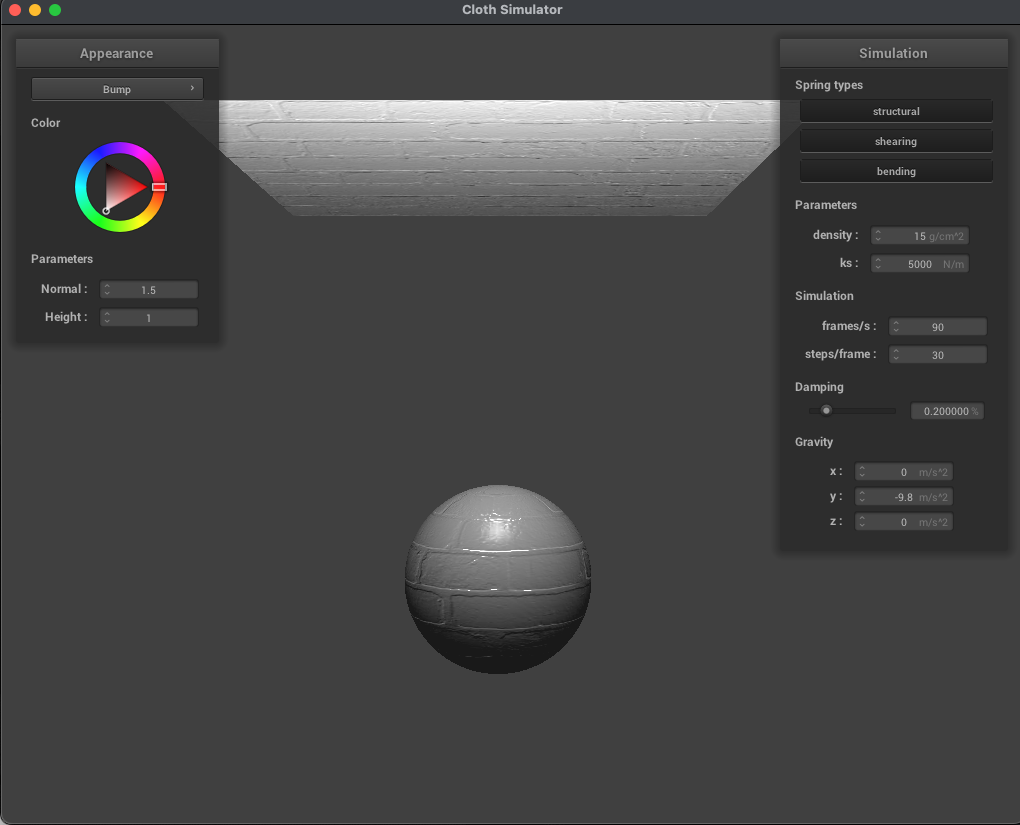 Cloth Simulator
Appearance
Bump
Color
Parameters
Normal : 1.5
Height : 1
Simulation
Spring types
structural
shearing
bending
Parameters
density : 15 g/cm^2
ks : 5000 N/m
Simulation
frames/s : 90
steps/frame : 30
Damping
0.200000 %
Gravity
x : 0 m/s^2
y : -9.8 m/s^2
z : 0 m/s^2